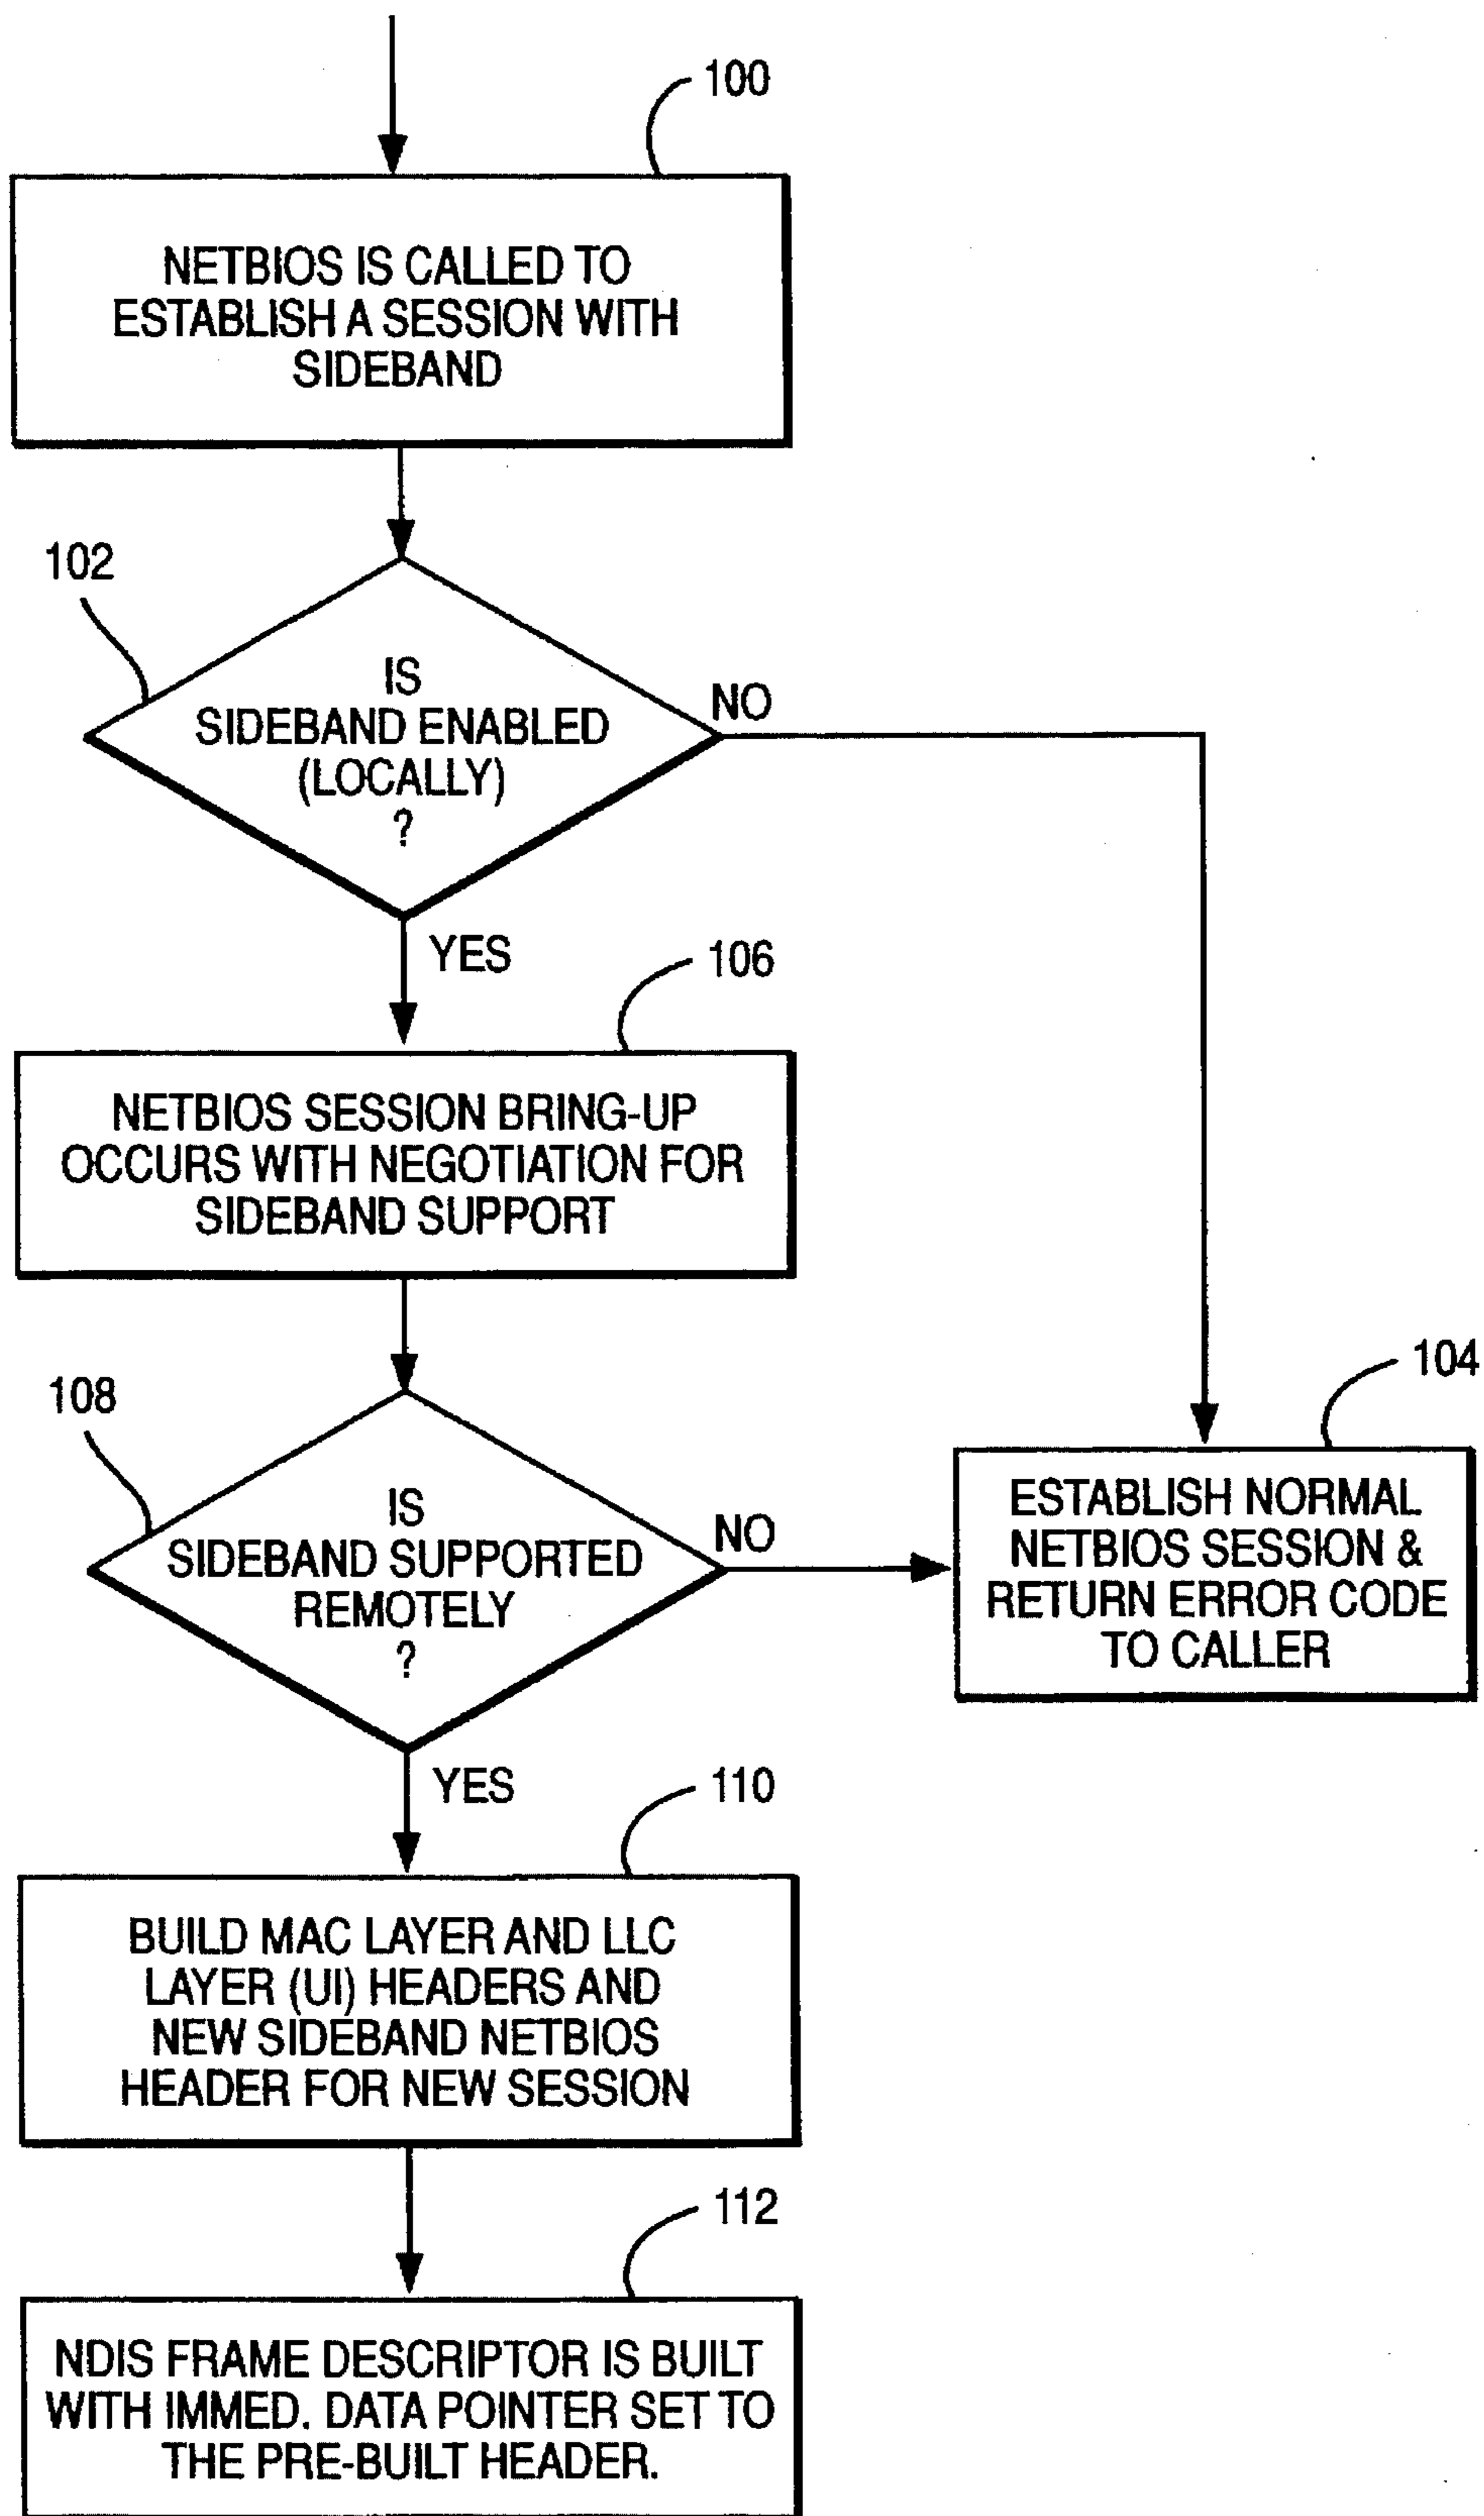 100
NETBIOS IS CALLED TO
ESTABLISH A SESSION WITH
SIDEBAND
102
IS
SIDEBAND ENABLED
(LOCALLY)
?
NO
YES
106
NETBIOS SESSION BRING-UP
OCCURS WITH NEGOTIATION FOR
SIDEBAND SUPPORT
108
IS
SIDEBAND SUPPORTED
REMOTELY
?
NO
104
ESTABLISH NORMAL
NETBIOS SESSION &
RETURN ERROR CODE
TO CALLER
YES
110
BUILD MAC LAYER AND LLC
LAYER (UI) HEADERS AND
NEW SIDEBAND NETBIOS
HEADER FOR NEW SESSION
112
NDIS FRAME DESCRIPTOR IS BUILT
WITH IMMED. DATA POINTER SET TO
THE PRE-BUILT HEADER.